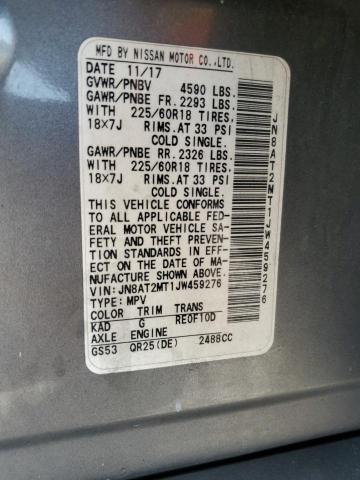 MFD BY NISSAN MOTOR CO.,LTD.
DATE 11/17
GVWR/PNBV 4590 LBS.
GAWR/PNBE FR. 2293 LBS.
WITH 225/60R18 TIRES,
18×7J RIMS.AT 33 PSI
COLD SINGLE.
GAWR/PNBE RR. 2326 LBS.
WITH 225/60R18 TIRES,
18×7J RIMS.AT 33 PSI
COLD SINGLE.
THIS VEHICLE CONFORMS
TO ALL APPLICABLE FED-
ERAL MOTOR VEHICLE SA-
FETY AND THEFT PREVEN-
TION STANDARDS IN EFF-
ECT ON THE DATE OF MA-
NUFACTURE SHOWN ABOVE.
VIN: JN8AT2MT1JW459276
TYPE: MPV
COLOR TRIM TRANS
KAD G RE0F10D
AXLE ENGINE
GS53 QR25(DE) 2488CC
JN8AT2MT1JW459276